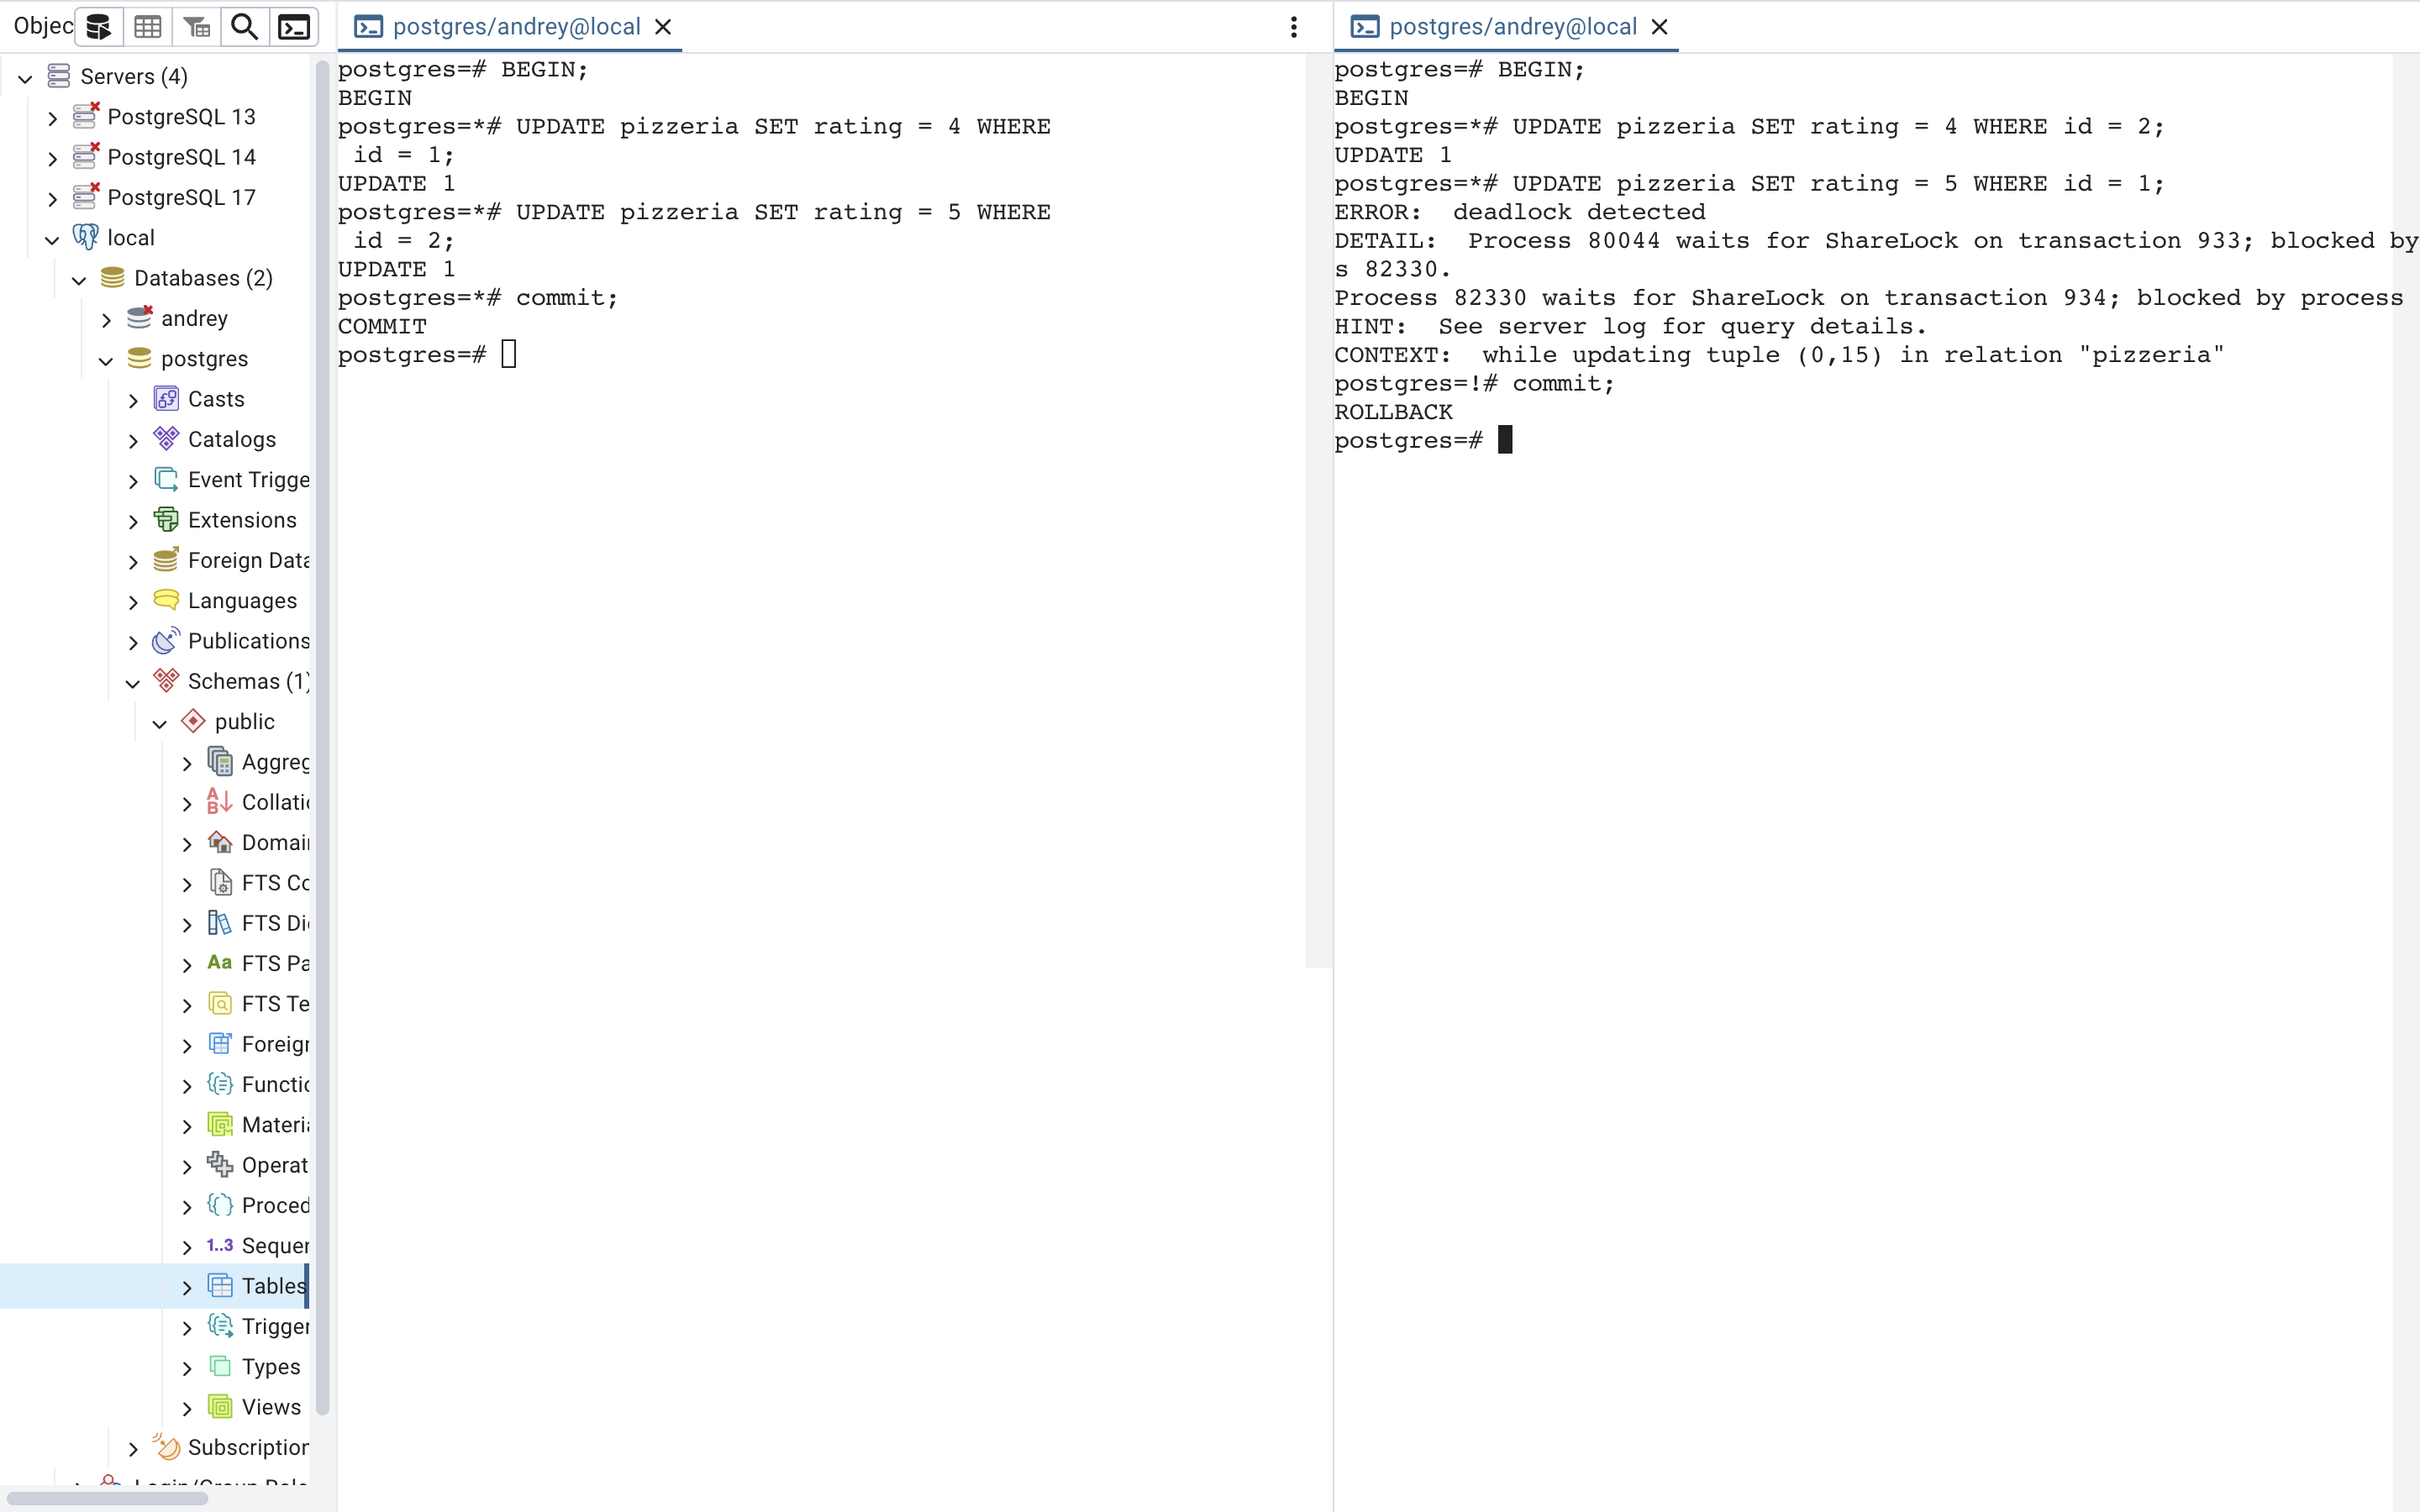 Objec
Servers (4)
PostgreSQL 13
PostgreSQL 14
PostgreSQL 17
local
Databases (2)
andrey
postgres
Casts
Catalogs
Event Trigge
Extensions
Foreign Data
Languages
Publications
Schemas (1)
public
Aggreg
Collatio
Domai
FTS Co
FTS Di
FTS Pa
FTS Te
Foreign
Functio
Materia
Operat
Proced
1..3 Sequen
Tables
Trigger
Types
Views
Subscription
postgres/andrey@local
postgres=# BEGIN;
BEGIN
postgres=*# UPDATE pizzeria SET rating = 4 WHERE
id = 1;
UPDATE 1
postgres=*# UPDATE pizzeria SET rating = 5 WHERE
id = 2;
UPDATE 1
postgres=*# commit;
COMMIT
postgres=#
postgres/andrey@local
postgres=# BEGIN;
BEGIN
postgres=*# UPDATE pizzeria SET rating = 4 WHERE id = 2;
UPDATE 1
postgres=*# UPDATE pizzeria SET rating = 5 WHERE id = 1;
ERROR:  deadlock detected
DETAIL:  Process 80044 waits for ShareLock on transaction 933; blocked by
s 82330.
Process 82330 waits for ShareLock on transaction 934; blocked by process
HINT:  See server log for query details.
CONTEXT:  while updating tuple (0,15) in relation "pizzeria"
postgres=!# commit;
ROLLBACK
postgres=#